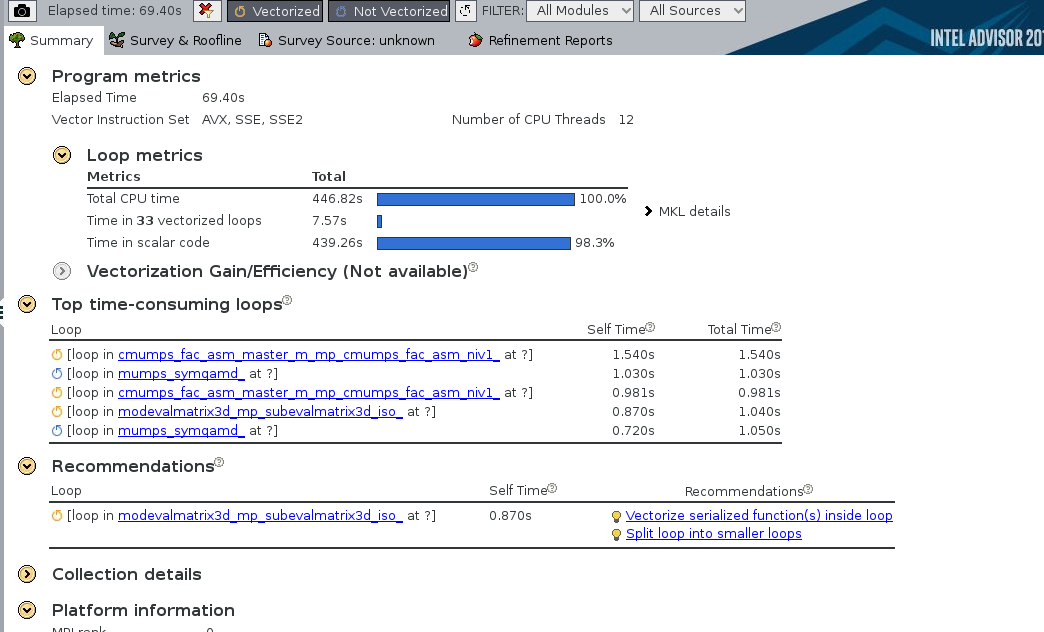 Elapsed time: 69.40s Vectorized Not Vectorized FILTER: All Modules All Sources
Summary Survey & Roofline Survey Source: unknown Refinement Reports INTEL ADVISOR 201
Program metrics
Elapsed Time 69.40s
Vector Instruction Set AVX, SSE, SSE2 Number of CPU Threads 12
Loop metrics
Metrics Total
Total CPU time 446.82s 100.0%
Time in 33 vectorized loops 7.57s
MKL details
Time in scalar code 439.26s 98.3%
Vectorization Gain/Efficiency (Not available)
Top time-consuming loops
Loop Self Time Total Time
[loop in cmumps_fac_asm_master_m_mp_cmumps_fac_asm_niv1_ at ?] 1.540s 1.540s
[loop in mumps_symqamd_ at ?] 1.030s 1.030s
[loop in cmumps_fac_asm_master_m_mp_cmumps_fac_asm_niv1_ at ?] 0.981s 0.981s
[loop in modevalmatrix3d_mp_subevalmatrix3d_iso_ at ?] 0.870s 1.040s
[loop in mumps_symqamd_ at ?] 0.720s 1.050s
Recommendations
Loop Self Time Recommendations
[loop in modevalmatrix3d_mp_subevalmatrix3d_iso_ at ?] 0.870s Vectorize serialized function(s) inside loop
Split loop into smaller loops
Collection details
Platform information
MPI rank 0